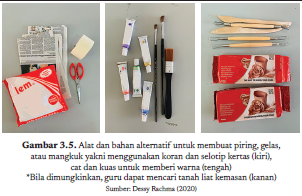 lem
Gambar 3.5. Alat dan bahan alternatif untuk membuat piring, gelas,
atau mangkuk yakni menggunakan koran dan selotip kertas (kiri),
cat dan kuas untuk memberi warna (tengah)
*Bila dimungkinkan, guru dapat mencari tanah liat kemasan (kanan)
Sumber: Dessy Rachma (2020)